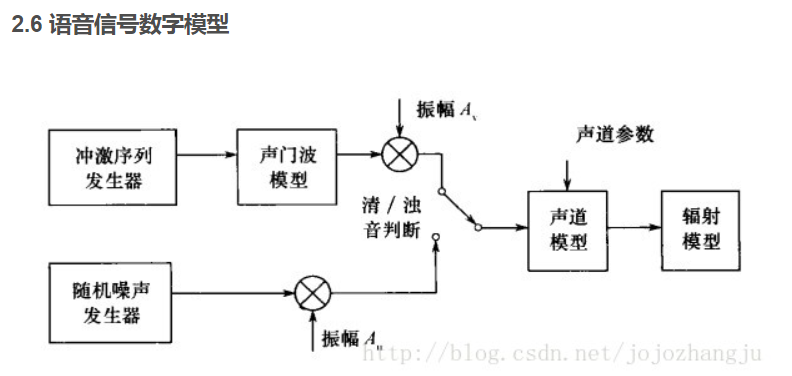 2.6 语音信号数字模型
振幅 Av
声道参数
冲激序列
发生器
声门波
模型
清 / 浊
音判断
声道
模型
辐射
模型
随机噪声
发生器
振幅 Au
http://blog.csdn.net/jojozhangju